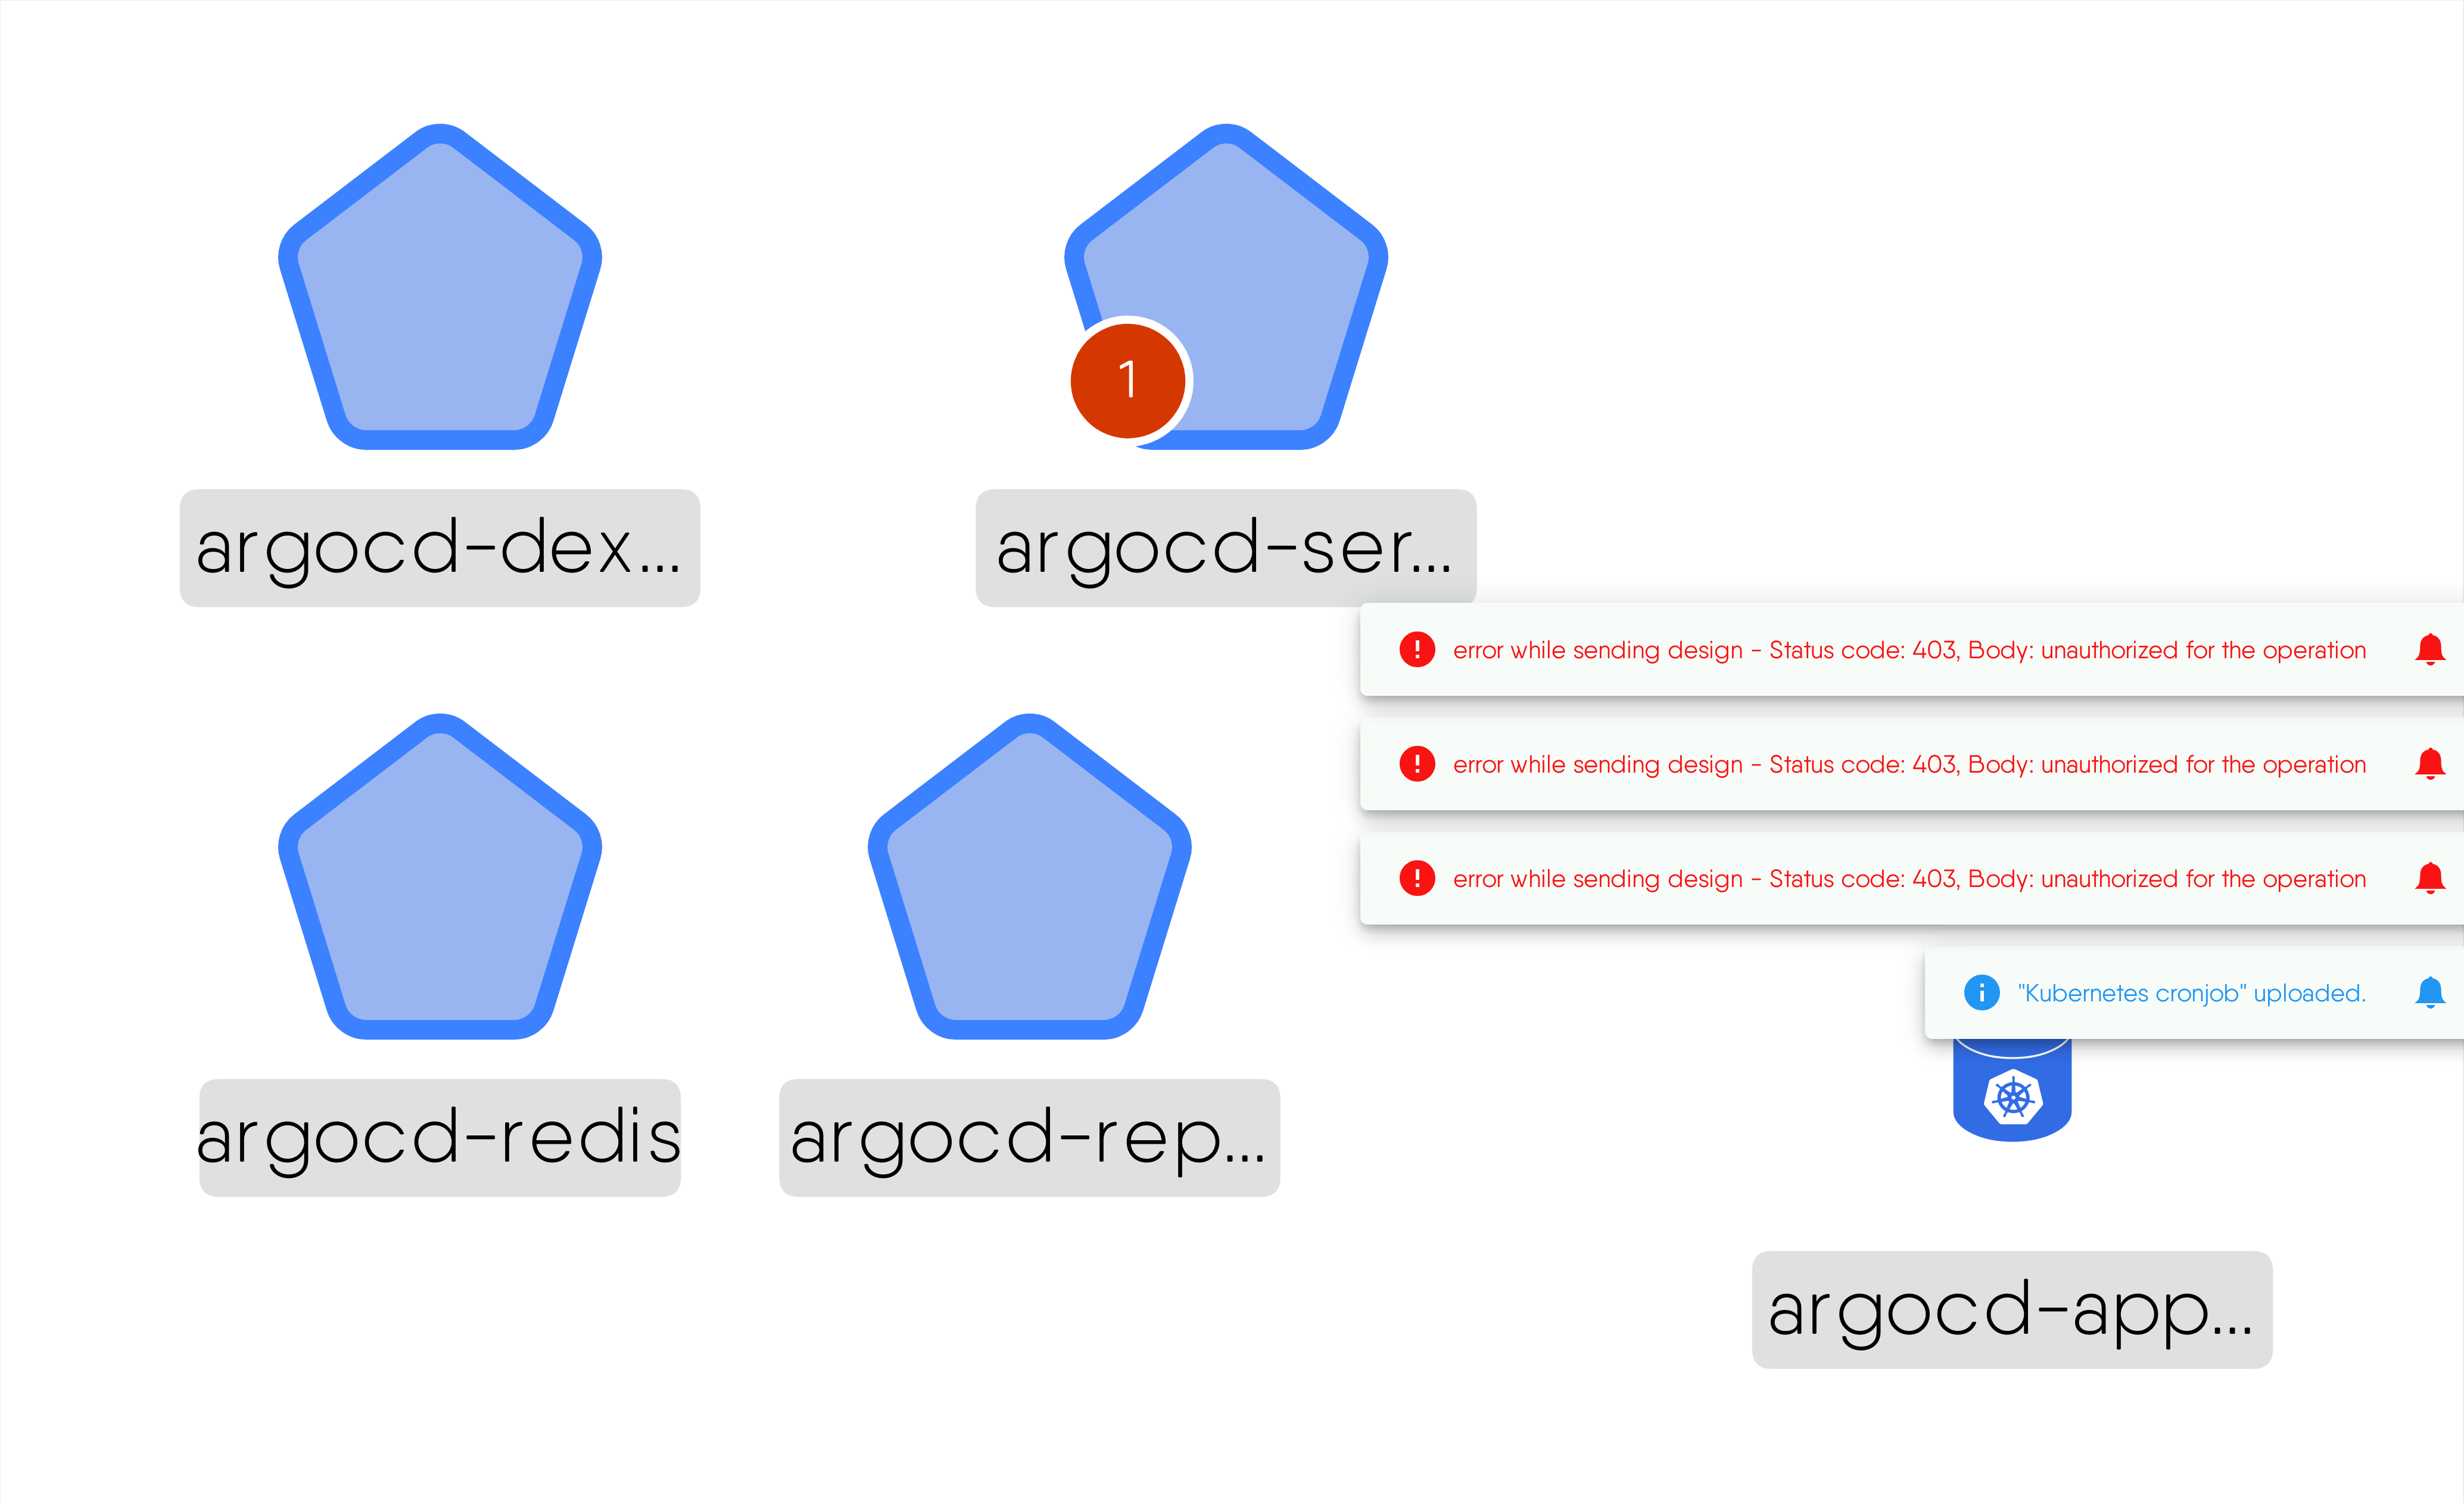 1
argocd-dex...
argocd-ser...
error while sending design - Status code: 403, Body: unauthorized for the operation
error while sending design - Status code: 403, Body: unauthorized for the operation
error while sending design - Status code: 403, Body: unauthorized for the operation
"Kubernetes cronjob" uploaded.
argocd-redis
argocd-rep...
argocd-app...